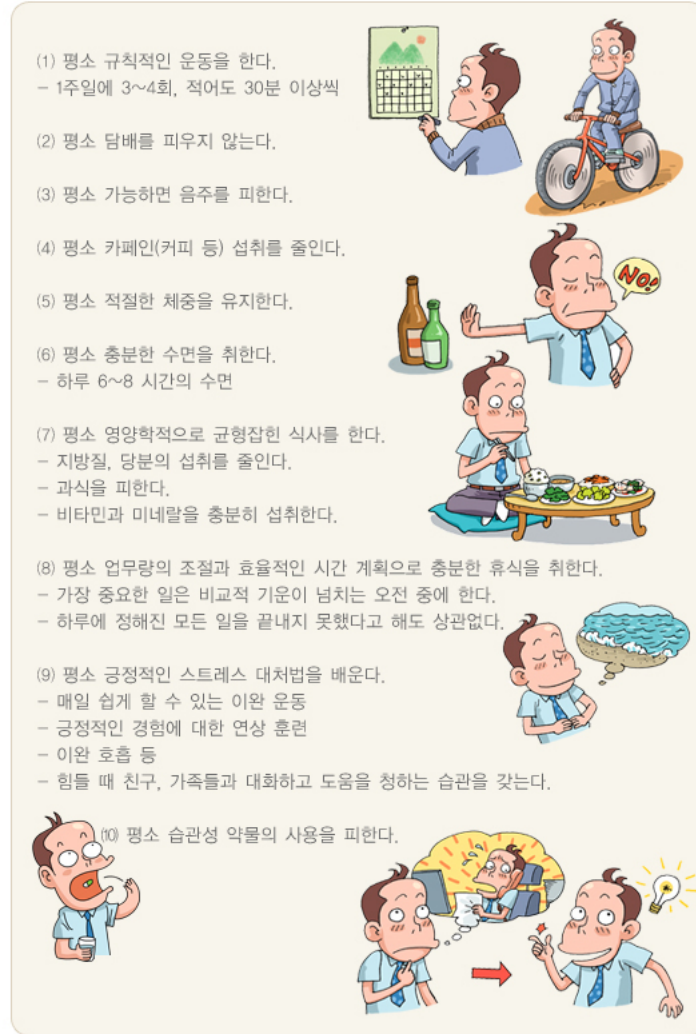 (1) 평소 규칙적인 운동을 한다.
- 1주일에 3~4회, 적어도 30분 이상씩
(2) 평소 담배를 피우지 않는다.
(3) 평소 가능하면 음주를 피한다.
(4) 평소 카페인(커피 등) 섭취를 줄인다.
NO!
(5) 평소 적절한 체중을 유지한다.
(6) 평소 충분한 수면을 취한다.
- 하루 6~8 시간의 수면
(7) 평소 영양학적으로 균형잡힌 식사를 한다.
- 지방질, 당분의 섭취를 줄인다.
- 과식을 피한다.
- 비타민과 미네랄을 충분히 섭취한다.
(8) 평소 업무량의 조절과 효율적인 시간 계획으로 충분한 휴식을 취한다.
- 가장 중요한 일은 비교적 기운이 넘치는 오전 중에 한다.
- 하루에 정해진 모든 일을 끝내지 못했다고 해도 상관없다.
(9) 평소 긍정적인 스트레스 대처법을 배운다.
- 매일 쉽게 할 수 있는 이완 운동
- 긍정적인 경험에 대한 연상 훈련
- 이완 호흡 등
- 힘들 때 친구, 가족들과 대화하고 도움을 청하는 습관을 갖는다.
(10) 평소 습관성 약물의 사용을 피한다.